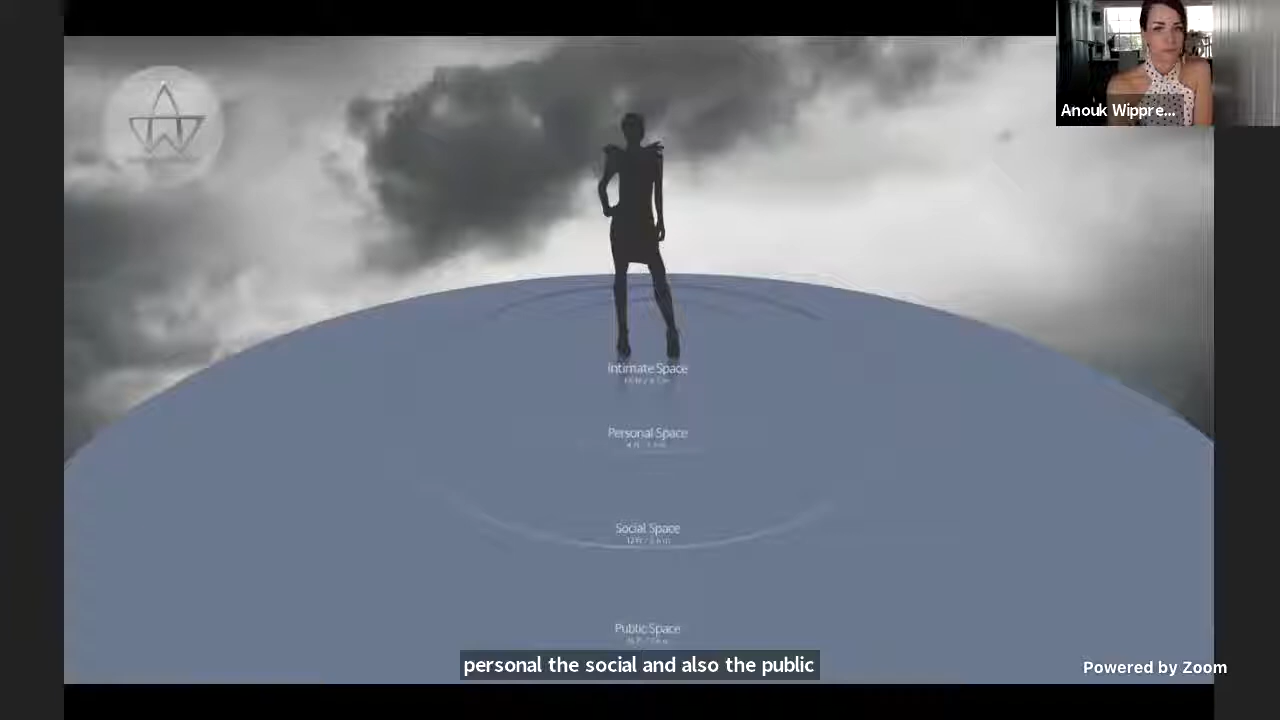 Anouk Wippre...
Intimate Space
Personal Space
Social Space
Public Space
personal the social and also the public
Powered by Zoom